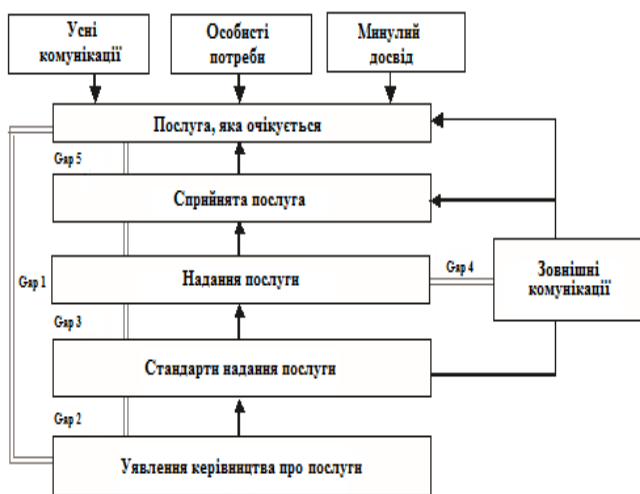 Усні
комунікації
Особисті
потреби
Минулий
досвід
Послуга, яка очікується
Gap 5
Сприйнята послуга
Gap 1
Надання послуги
Gap 4
Зовнішні
комунікації
Gap 3
Стандарти надання послуги
Gap 2
Уявлення керівництва про послуги